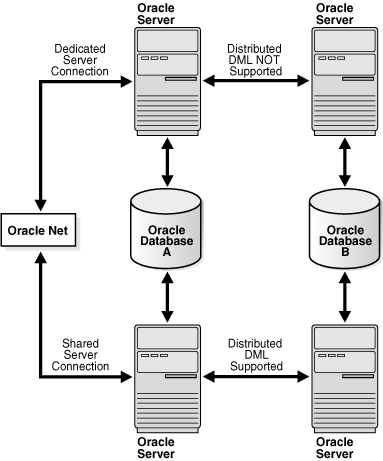 Oracle
Server
Oracle
Server
Dedicated
Server
Connection
Distributed
DML NOT
Supported
Oracle Net
Oracle
Database
A
Oracle
Database
B
Shared
Server
Connection
Distributed
DML
Supported
Oracle
Server
Oracle
Server